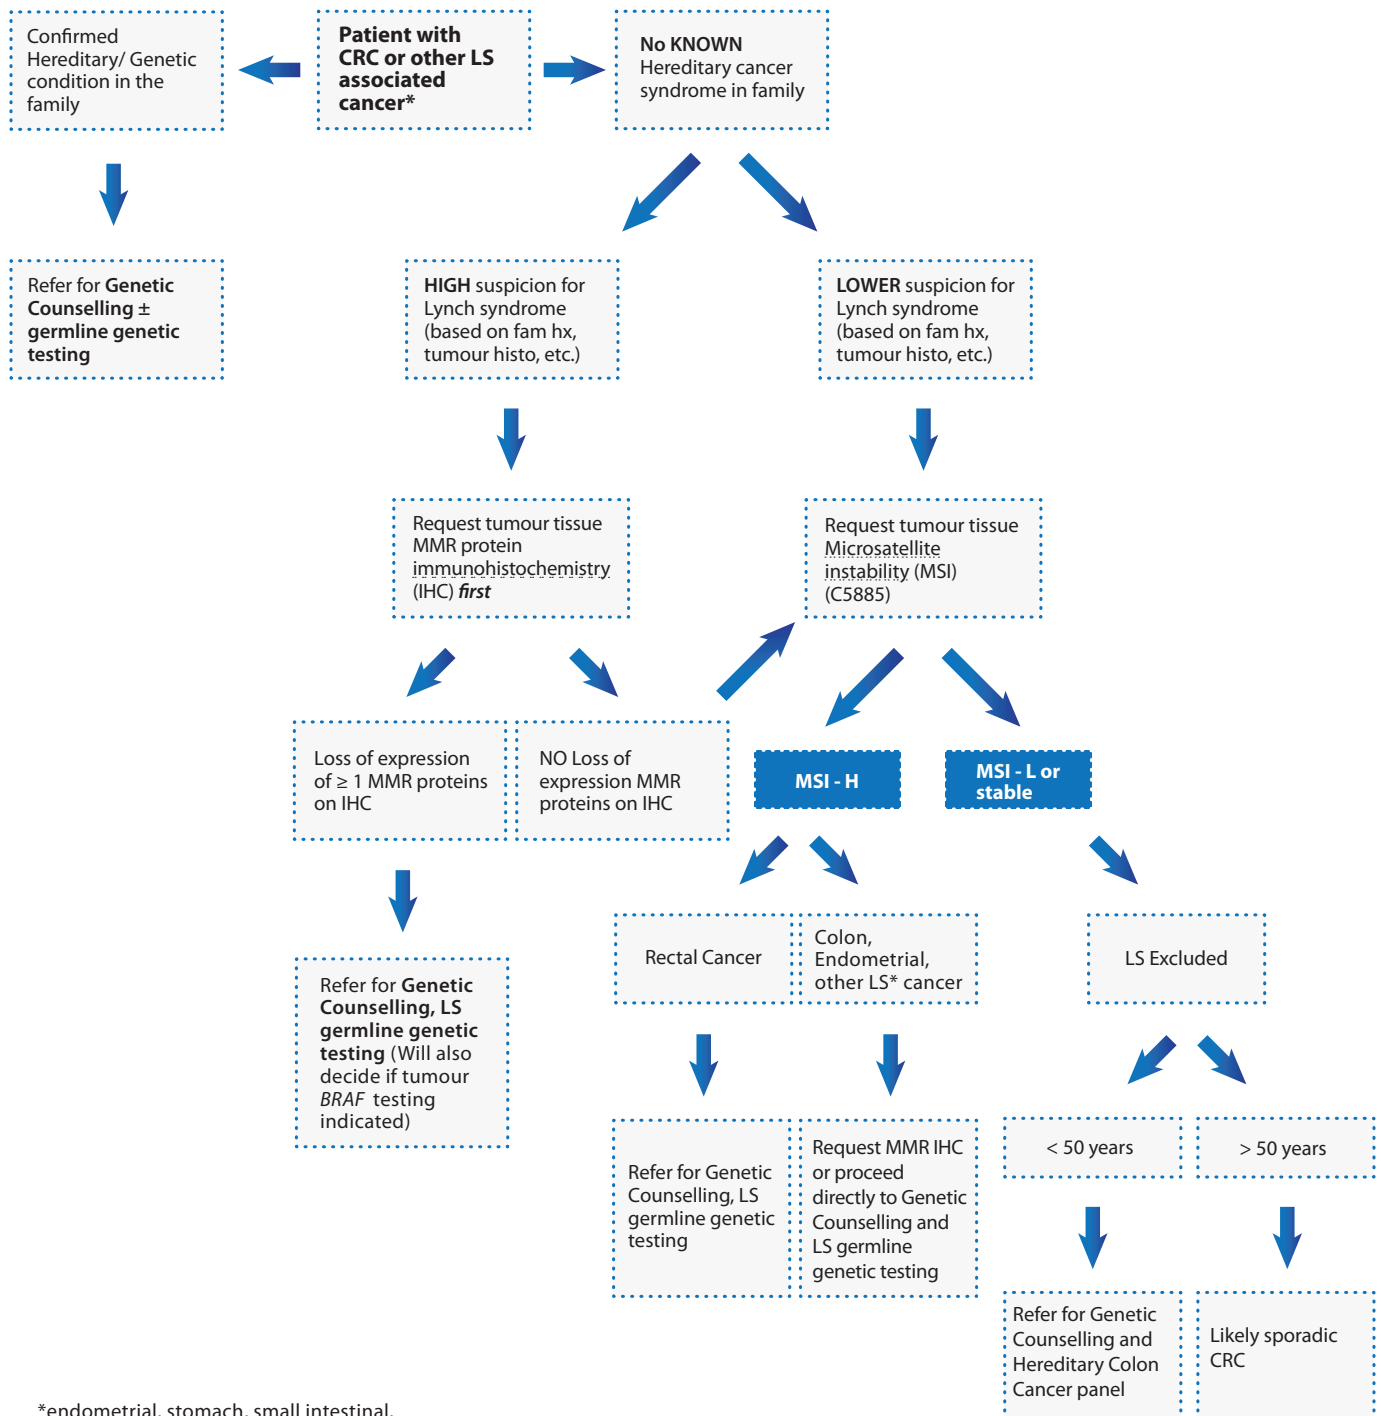 Confirmed
Hereditary/ Genetic
condition in the
family
Patient with
CRC or other LS
associated
cancer*
No KNOWN
Hereditary cancer
syndrome in family
Refer for Genetic
Counselling ±
germline genetic
testing
HIGH suspicion for
Lynch syndrome
(based on fam hx,
tumour histo, etc.)
LOWER suspicion for
Lynch syndrome
(based on fam hx,
tumour histo, etc.)
Request tumour tissue
MMR protein
immunohistochemistry
(IHC) first
Request tumour tissue
Microsatellite
instability (MSI)
(C5885)
Loss of expression
of ≥ 1 MMR proteins
on IHC
NO Loss of
expression MMR
proteins on IHC
MSI - H
MSI - L or
stable
Refer for Genetic
Counselling, LS
germline genetic
testing (Will also
decide if tumour
BRAF testing
indicated)
Rectal Cancer
Colon,
Endometrial,
other LS* cancer
LS Excluded
Refer for Genetic
Counselling, LS
germline genetic
testing
Request MMR IHC
or proceed
directly to Genetic
Counselling and
LS germline
genetic testing
< 50 years
> 50 years
Refer for Genetic
Counselling and
Hereditary Colon
Cancer panel
Likely sporadic
CRC
*endometrial, stomach, small intestinal,